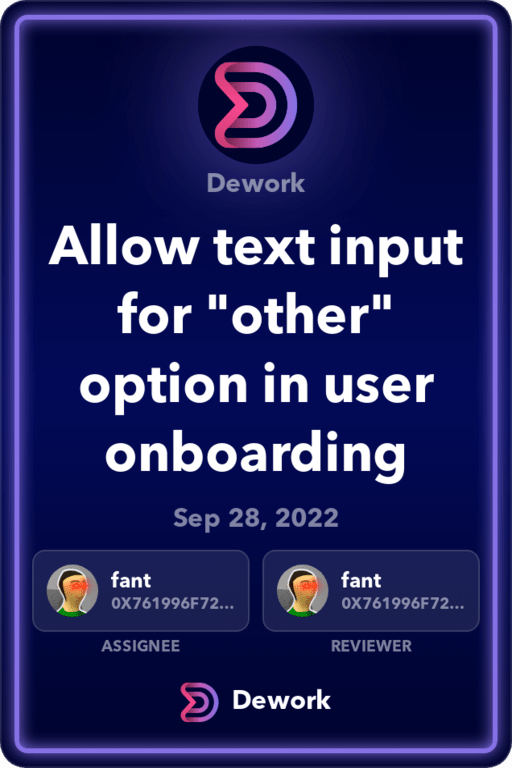 Dework
Allow text input
for "other"
option in user
onboarding
Sep 28, 2022
fant
0X761996F72...
ASSIGNEE
fant
0X761996F72...
REVIEWER
Dework